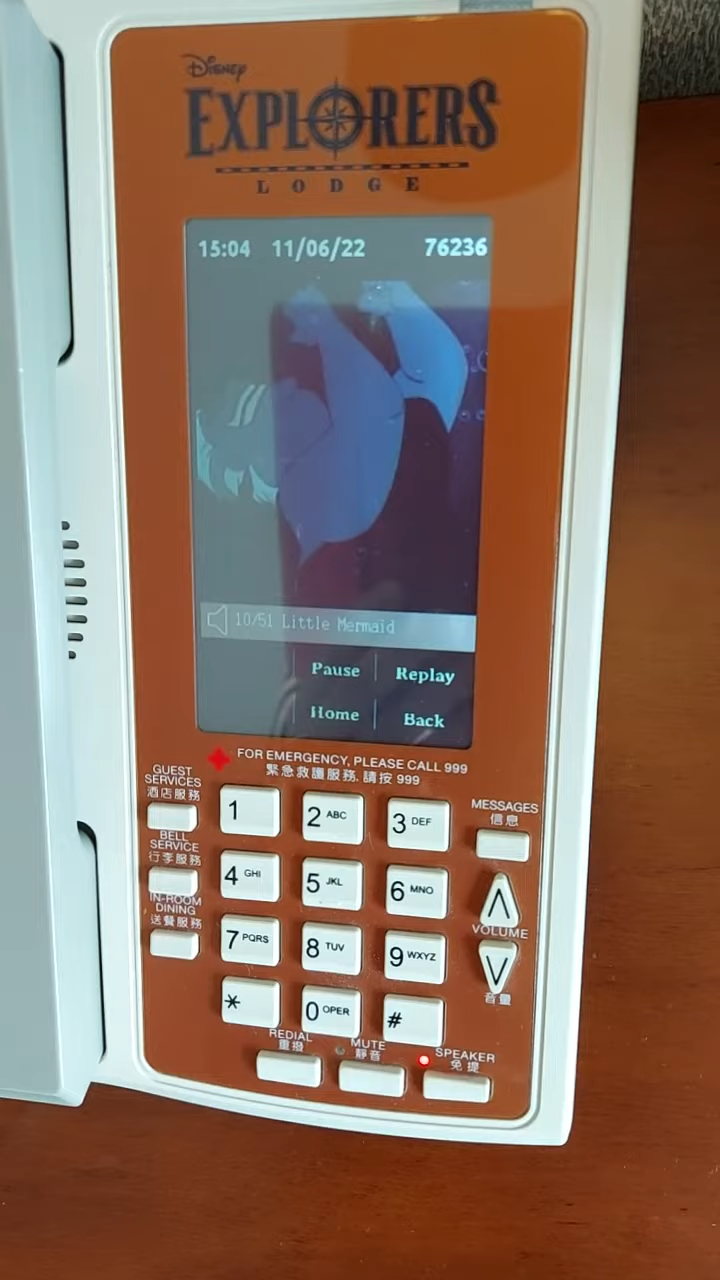 Disney
EXPLORERS
LODGE
15:04 11/06/22 76236
10/51 Little Mermaid
Pause Replay
Home Back
FOR EMERGENCY, PLEASE CALL 999
緊急救護服務, 請按 999
GUEST
SERVICES
酒店服務
BELL
SERVICE
行李服務
IN-ROOM
DINING
送餐服務
1
2 ABC
3 DEF
MESSAGES
信息
4 GHI
5 JKL
6 MNO
7 PQRS
8 TUV
9 WXYZ
VOLUME
音量
*
0 OPER
#
REDIAL
重撥
MUTE
靜音
SPEAKER
免提